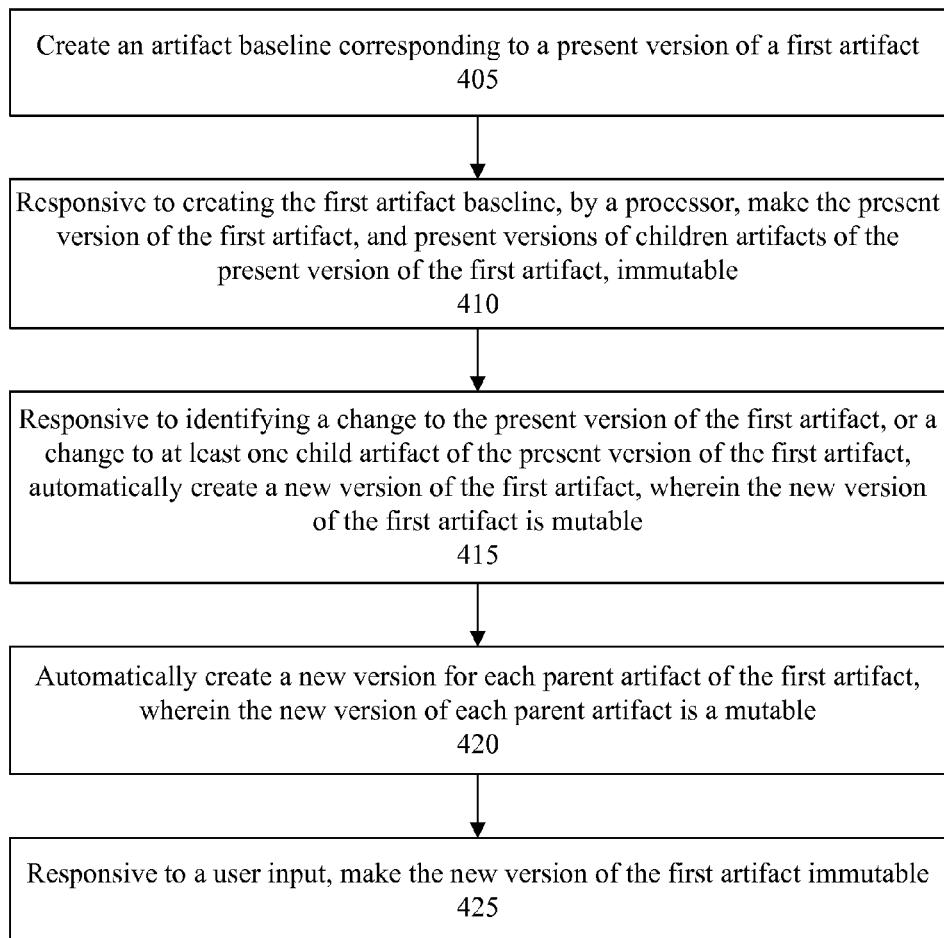 Create an artifact baseline corresponding to a present version of a first artifact
405
Responsive to creating the first artifact baseline, by a processor, make the present
version of the first artifact, and present versions of children artifacts of the
present version of the first artifact, immutable
410
Responsive to identifying a change to the present version of the first artifact, or a
change to at least one child artifact of the present version of the first artifact,
automatically create a new version of the first artifact, wherein the new version
of the first artifact is mutable
415
Automatically create a new version for each parent artifact of the first artifact,
wherein the new version of each parent artifact is a mutable
420
Responsive to a user input, make the new version of the first artifact immutable
425